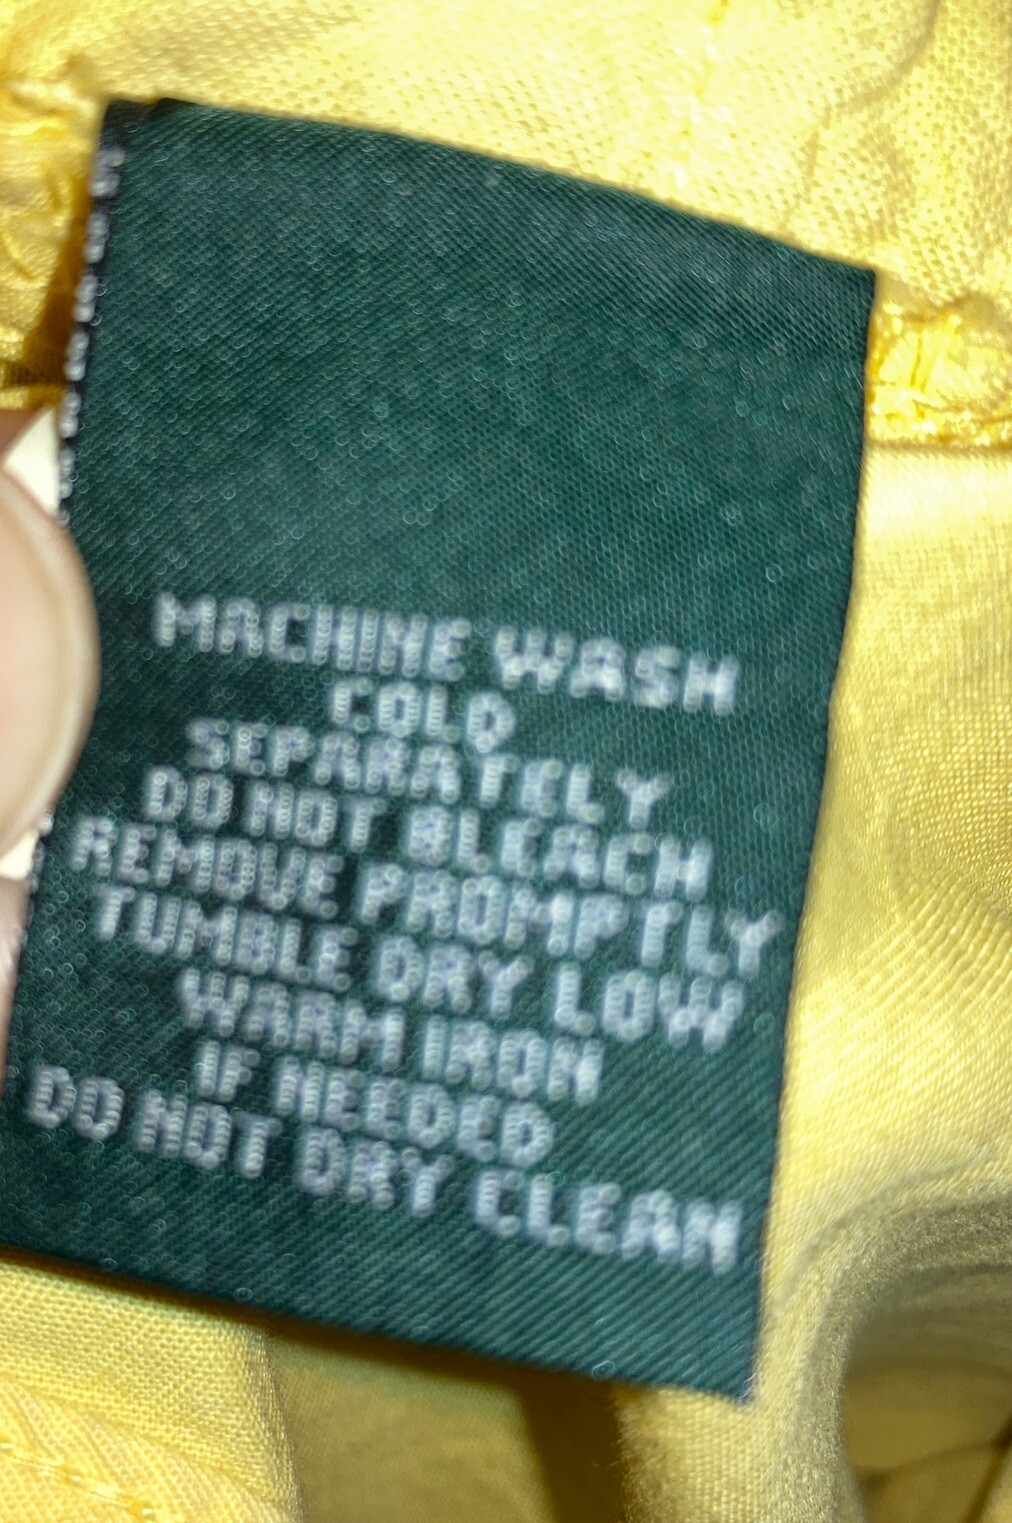 MACHINE WASH
COLD
SEPARATELY
DO NOT BLEACH
REMOVE PROMPTLY
TUMBLE DRY LOW
WARM IRON
IF NEEDED
DO NOT DRY CLEAN